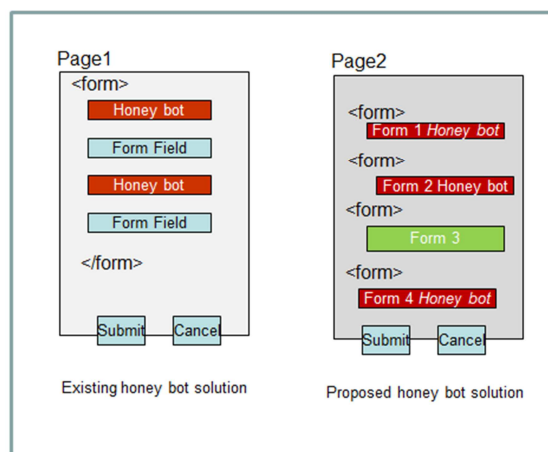 Page1
<form>
Honey bot
Form Field
Honey bot
Form Field
</form>
Submit
Cancel
Existing honey bot solution
Page2
<form>
Form 1 Honey bot
<form>
Form 2 Honey bot
<form>
Form 3
<form>
Form 4 Honey bot
Submit
Cancel
Proposed honey bot solution